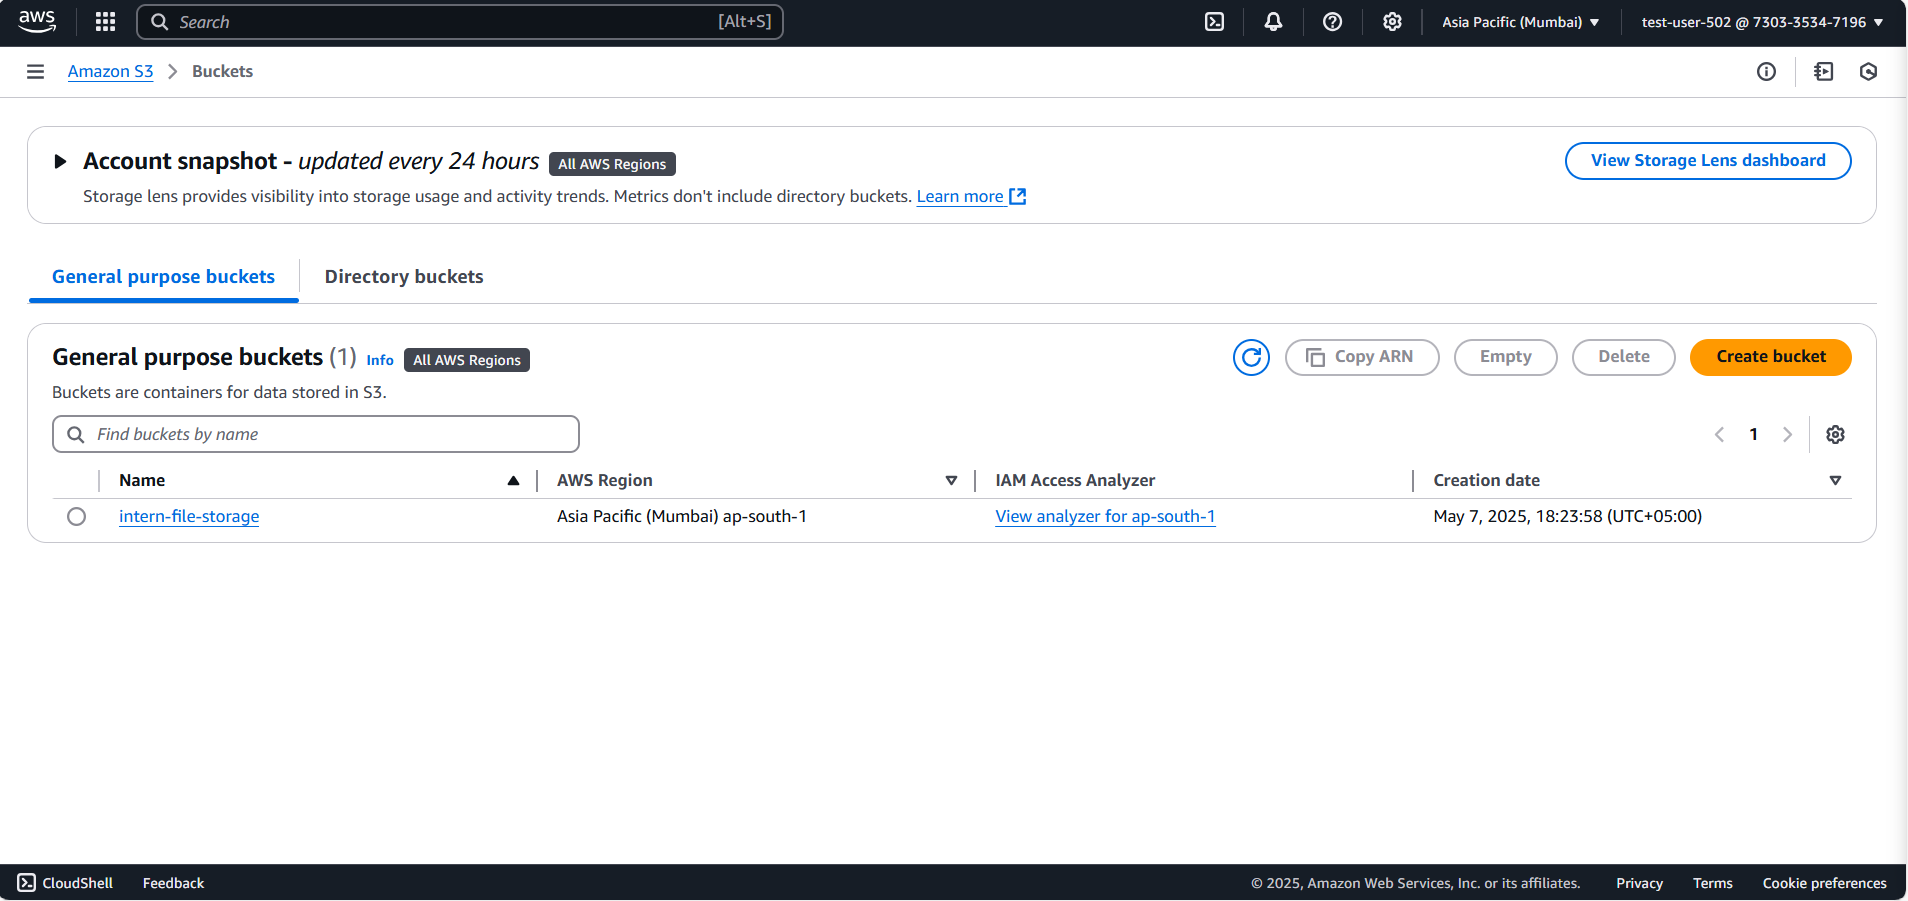 aws
Search [Alt+S]
Asia Pacific (Mumbai)
test-user-502 @ 7303-3534-7196
Amazon S3
Buckets
Account snapshot - updated every 24 hours All AWS Regions
View Storage Lens dashboard
Storage lens provides visibility into storage usage and activity trends. Metrics don't include directory buckets. Learn more
General purpose buckets
Directory buckets
General purpose buckets (1) Info All AWS Regions
Copy ARN
Empty
Delete
Create bucket
Buckets are containers for data stored in S3.
Find buckets by name
1
Name AWS Region IAM Access Analyzer Creation date
intern-file-storage Asia Pacific (Mumbai) ap-south-1 View analyzer for ap-south-1 May 7, 2025, 18:23:58 (UTC+05:00)
CloudShell Feedback © 2025, Amazon Web Services, Inc. or its affiliates. Privacy Terms Cookie preferences